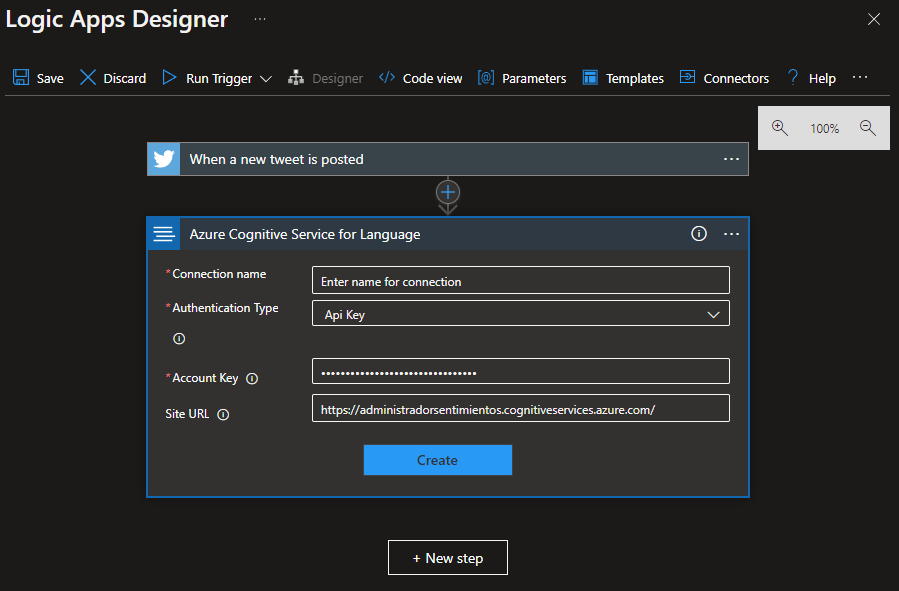 Logic Apps Designer ...
Save Discard Run Trigger Designer Code view Parameters Templates Connectors ? Help ...
100%
When a new tweet is posted ...
Azure Cognitive Service for Language ...
*Connection name Enter name for connection
*Authentication Type Api Key
*Account Key ••••••••••••••••••••••••••••••••
Site URL https://administradorsentimientos.cognitiveservices.azure.com/
Create
+ New step